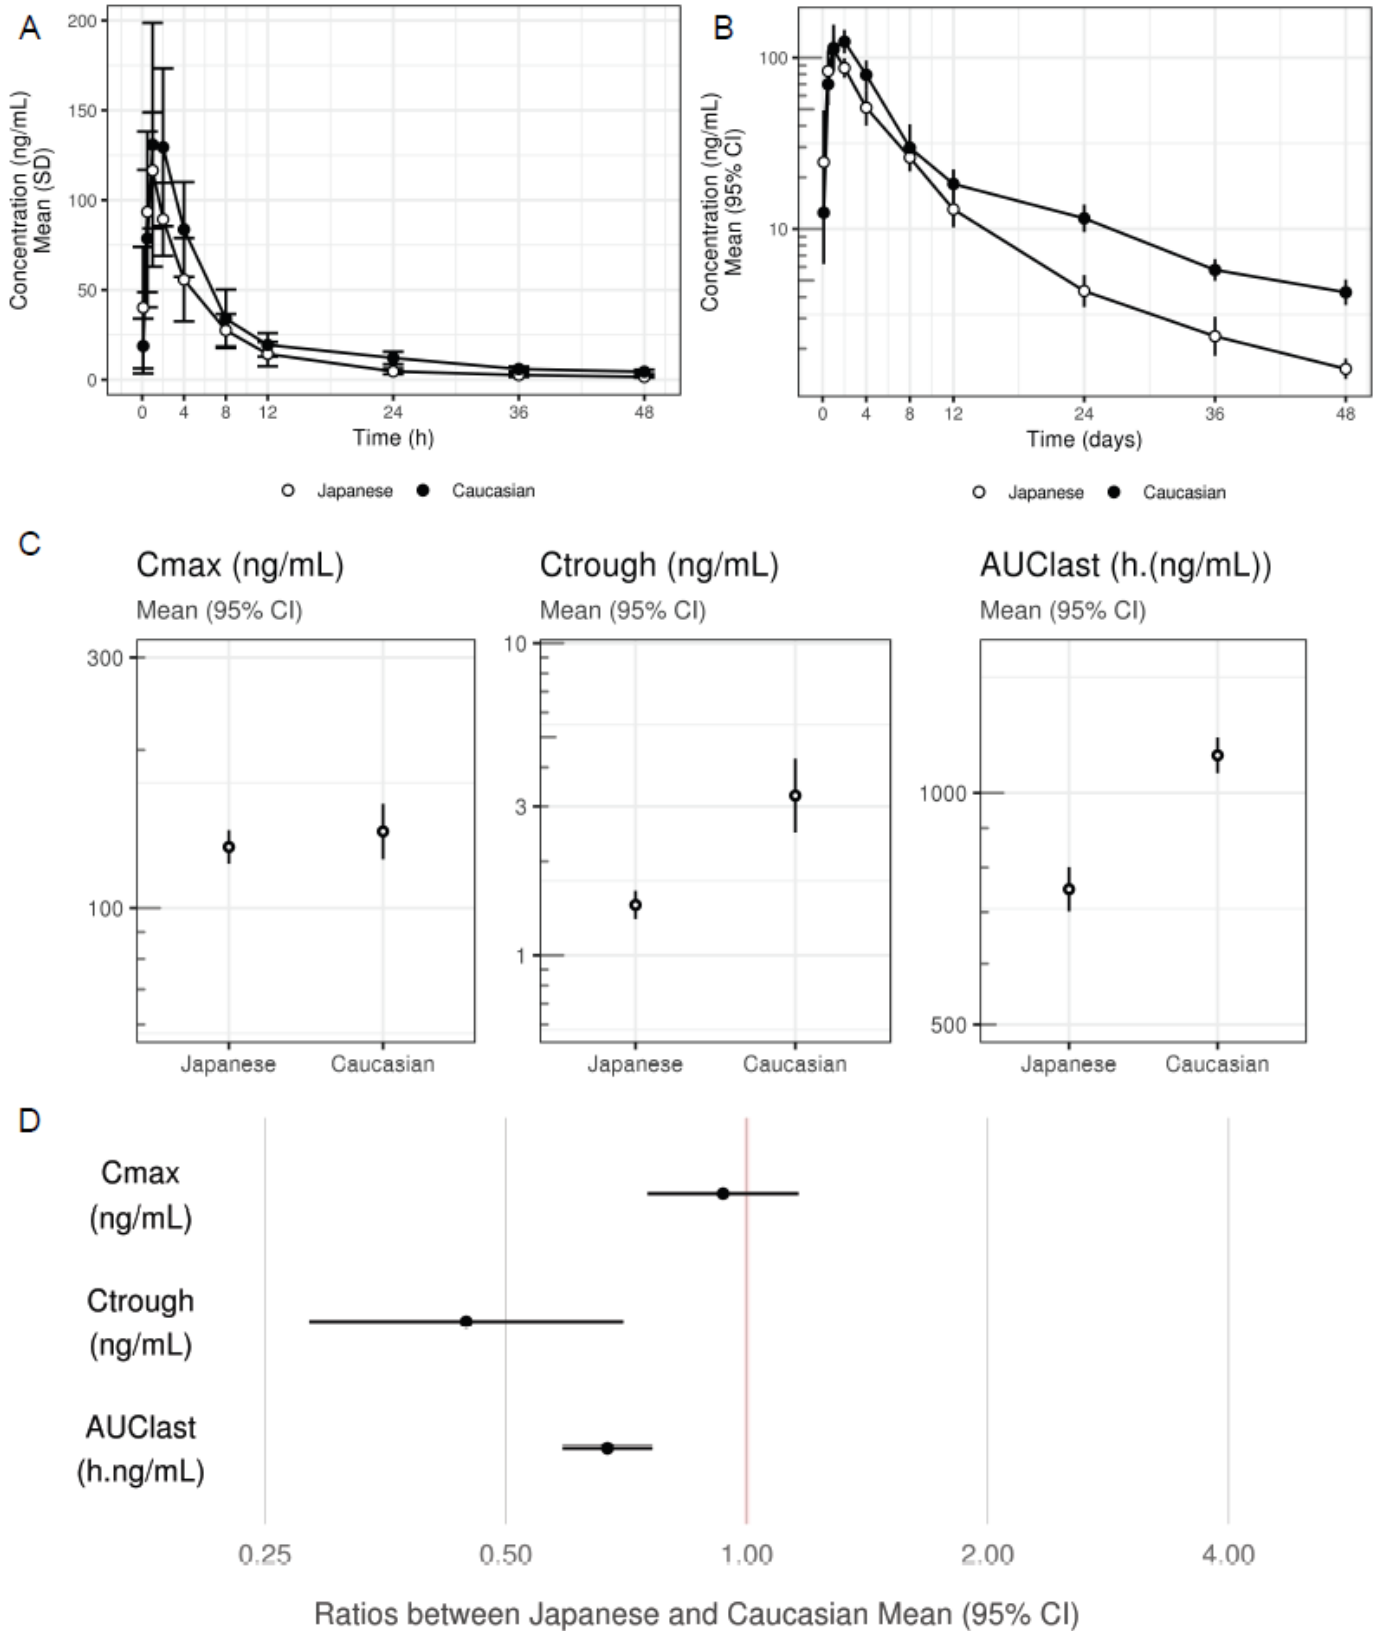 A
Concentration (ng/mL)
Mean (SD)
200
150
100
50
0
0 4 8 12 24 36 48
Time (h)
Japanese Caucasian
B
Concentration (ng/mL)
Mean (95% CI)
100
10
0 4 8 12 24 36 48
Time (days)
Japanese Caucasian
C
Cmax (ng/mL)
Mean (95% CI)
300
100
Japanese Caucasian
Ctrough (ng/mL)
Mean (95% CI)
10
3
1
Japanese Caucasian
AUClast (h.(ng/mL))
Mean (95% CI)
1000
500
Japanese Caucasian
D
Cmax
(ng/mL)
Ctrough
(ng/mL)
AUClast
(h.ng/mL)
0.25 0.50 1.00 2.00 4.00
Ratios between Japanese and Caucasian Mean (95% CI)